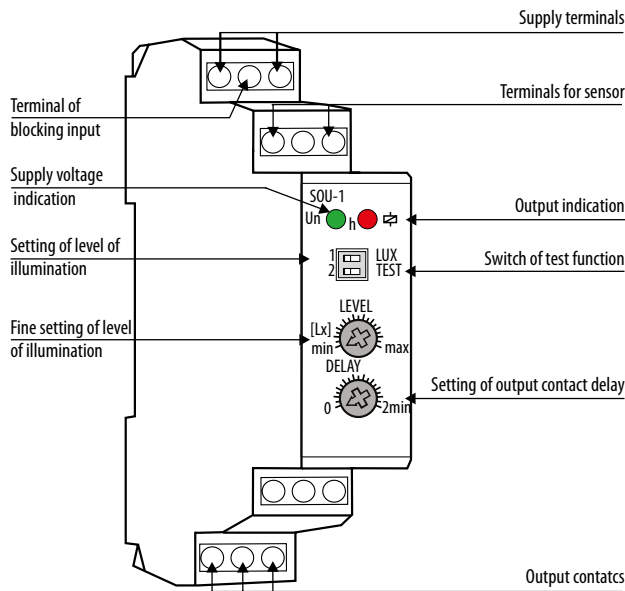 Supply terminals
Terminals for sensor
Terminal of
blocking input
Supply voltage
indication
SOU-1
Un h
Output indication
Setting of level of
illumination
1 LUX
2 TEST
Switch of test function
LEVEL
[Lx]
min max
Fine setting of level
of illumination
DELAY
0 2min
Setting of output contact delay
Output contatcs